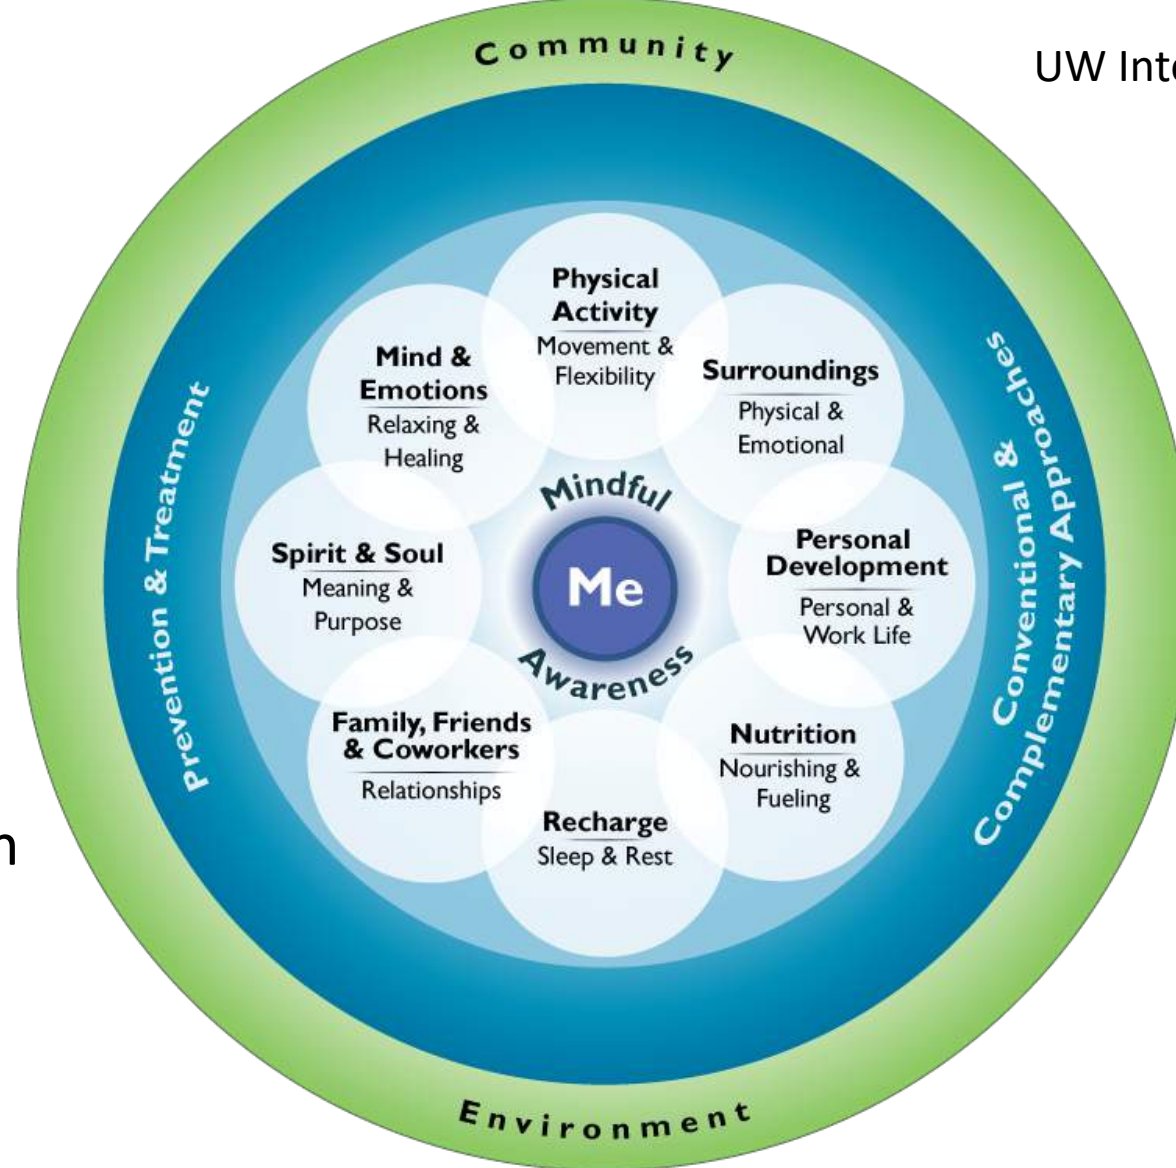 Community
UW Inte
Physical
Activity
Movement &
Flexibility
Mind &
Emotions
Relaxing &
Healing
Surroundings
Physical &
Emotional
Prevention & Treatment
Conventional &
Complementary Approaches
Mindful
Me
Awareness
Spirit & Soul
Meaning &
Purpose
Personal
Development
Personal &
Work Life
Family, Friends
& Coworkers
Relationships
Nutrition
Nourishing &
Fueling
Recharge
Sleep & Rest
n
Environment